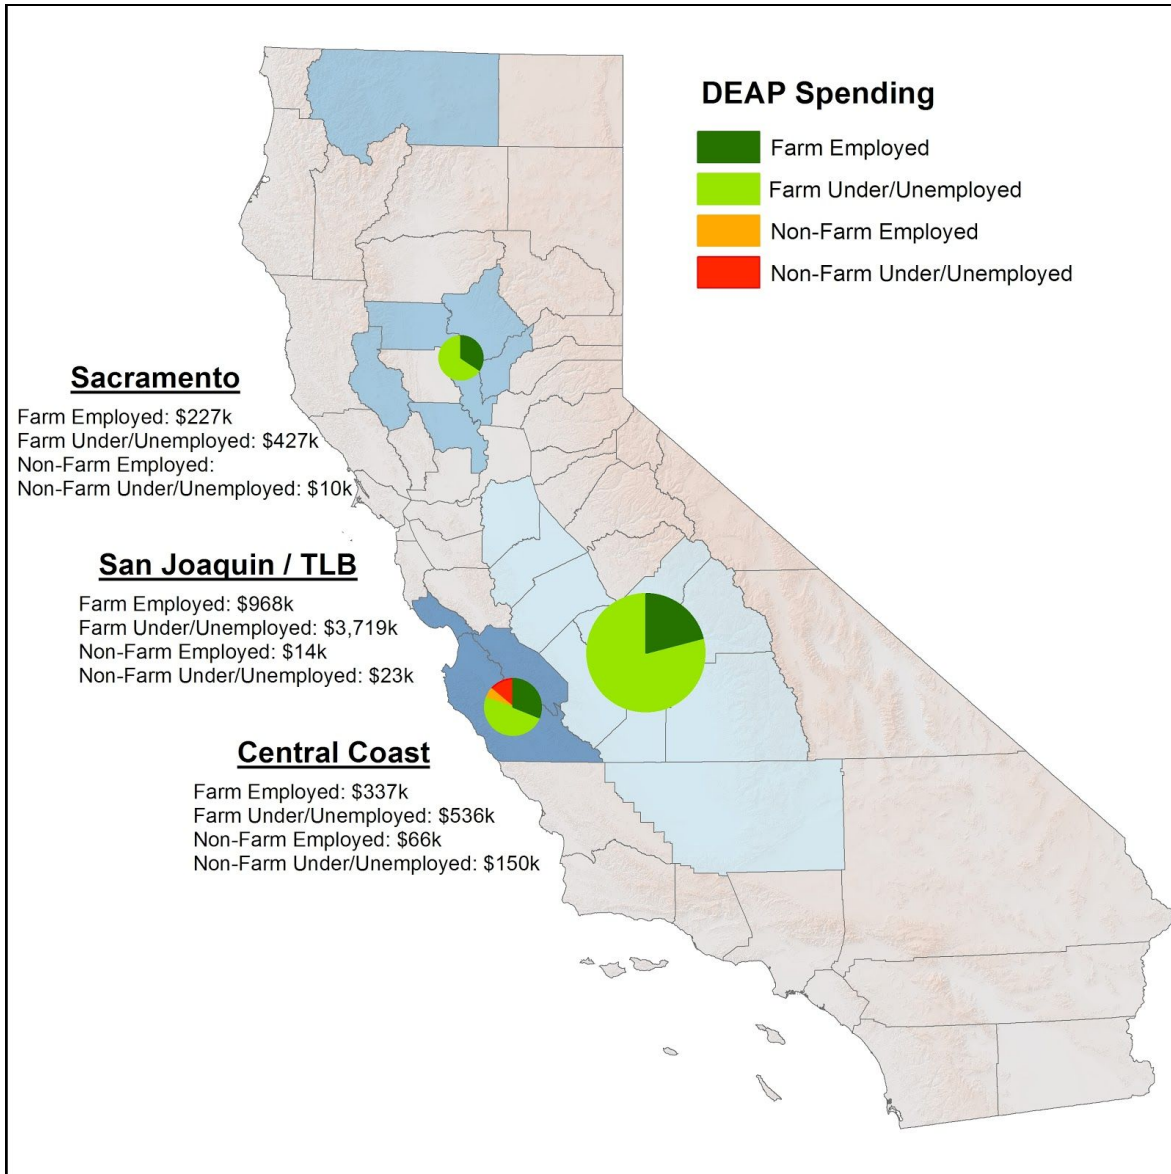 DEAP Spending
Farm Employed
Farm Under/Unemployed
Non-Farm Employed
Non-Farm Under/Unemployed
Sacramento
Farm Employed: $227k
Farm Under/Unemployed: $427k
Non-Farm Employed:
Non-Farm Under/Unemployed: $10k
San Joaquin / TLB
Farm Employed: $968k
Farm Under/Unemployed: $3,719k
Non-Farm Employed: $14k
Non-Farm Under/Unemployed: $23k
Central Coast
Farm Employed: $337k
Farm Under/Unemployed: $536k
Non-Farm Employed: $66k
Non-Farm Under/Unemployed: $150k